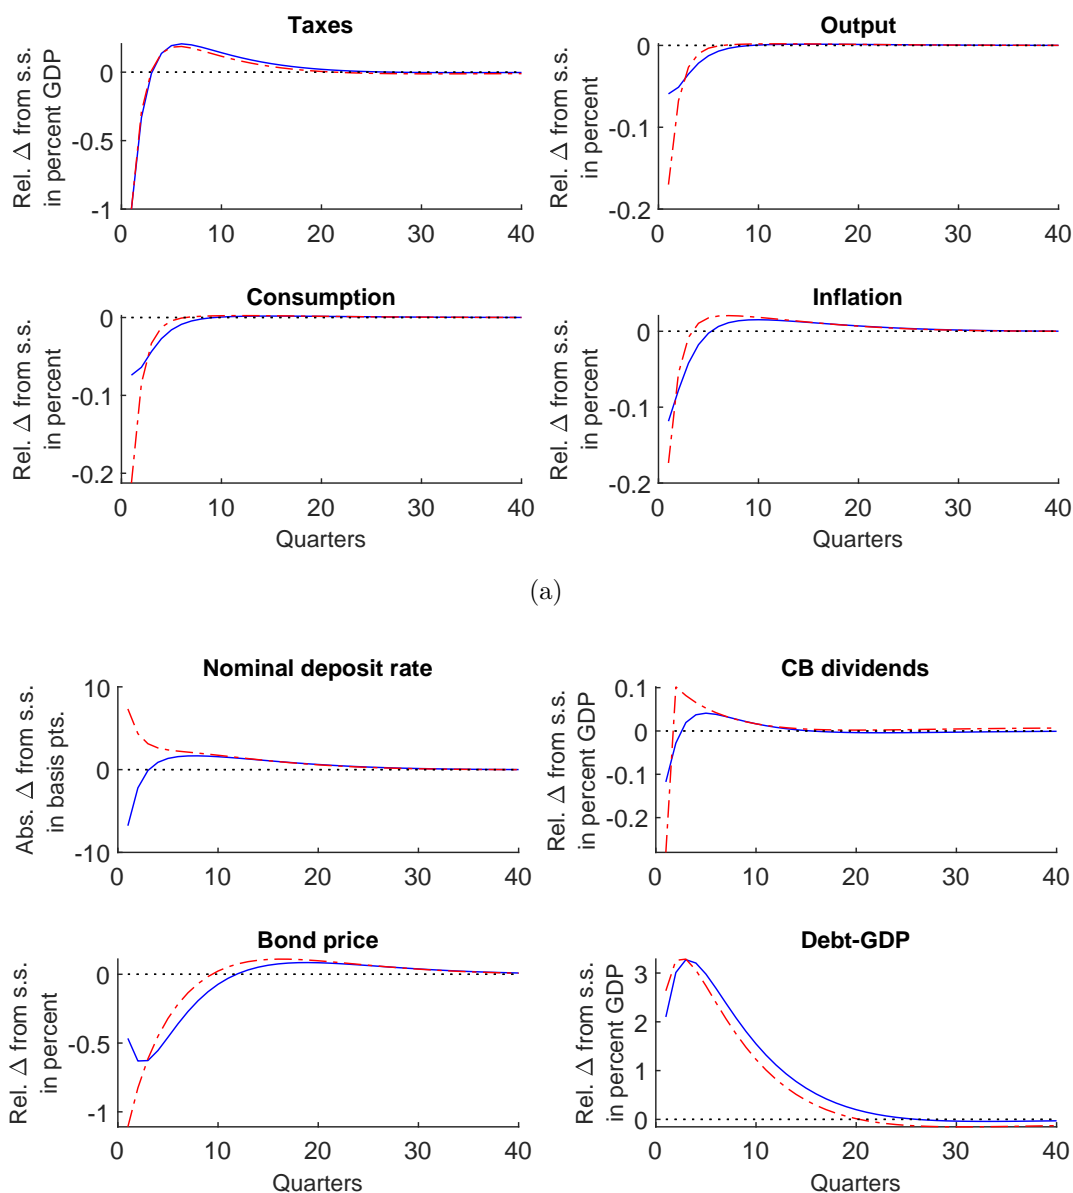 Taxes
Rel. Δ from s.s.
in percent GDP
0
-0.5
-1
0 10 20 30 40
Output
Rel. Δ from s.s.
in percent
0
-0.1
-0.2
0 10 20 30 40
Consumption
Rel. Δ from s.s.
in percent
0
-0.1
-0.2
0 10 20 30 40
Quarters
Inflation
Rel. Δ from s.s.
in percent
0
-0.1
-0.2
0 10 20 30 40
Quarters
(a)
Nominal deposit rate
Abs. Δ from s.s.
in basis pts.
10
0
-10
0 10 20 30 40
CB dividends
Rel. Δ from s.s.
in percent GDP
0.1
0
-0.1
-0.2
0 10 20 30 40
Bond price
Rel. Δ from s.s.
in percent
0
-0.5
-1
0 10 20 30 40
Quarters
Debt-GDP
Rel. Δ from s.s.
in percent GDP
3
2
1
0
0 10 20 30 40
Quarters